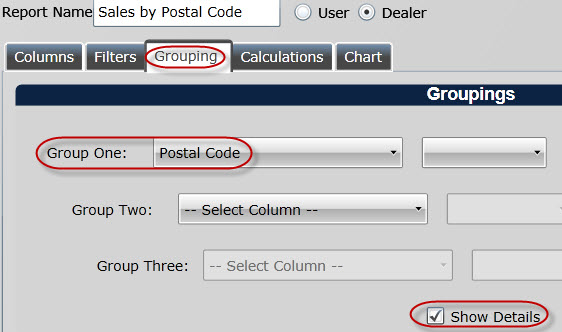 Report Name Sales by Postal Code User Dealer
Columns Filters Grouping Calculations Chart
Groupings
Group One: Postal Code
Group Two: -- Select Column --
Group Three: -- Select Column --
Show Details